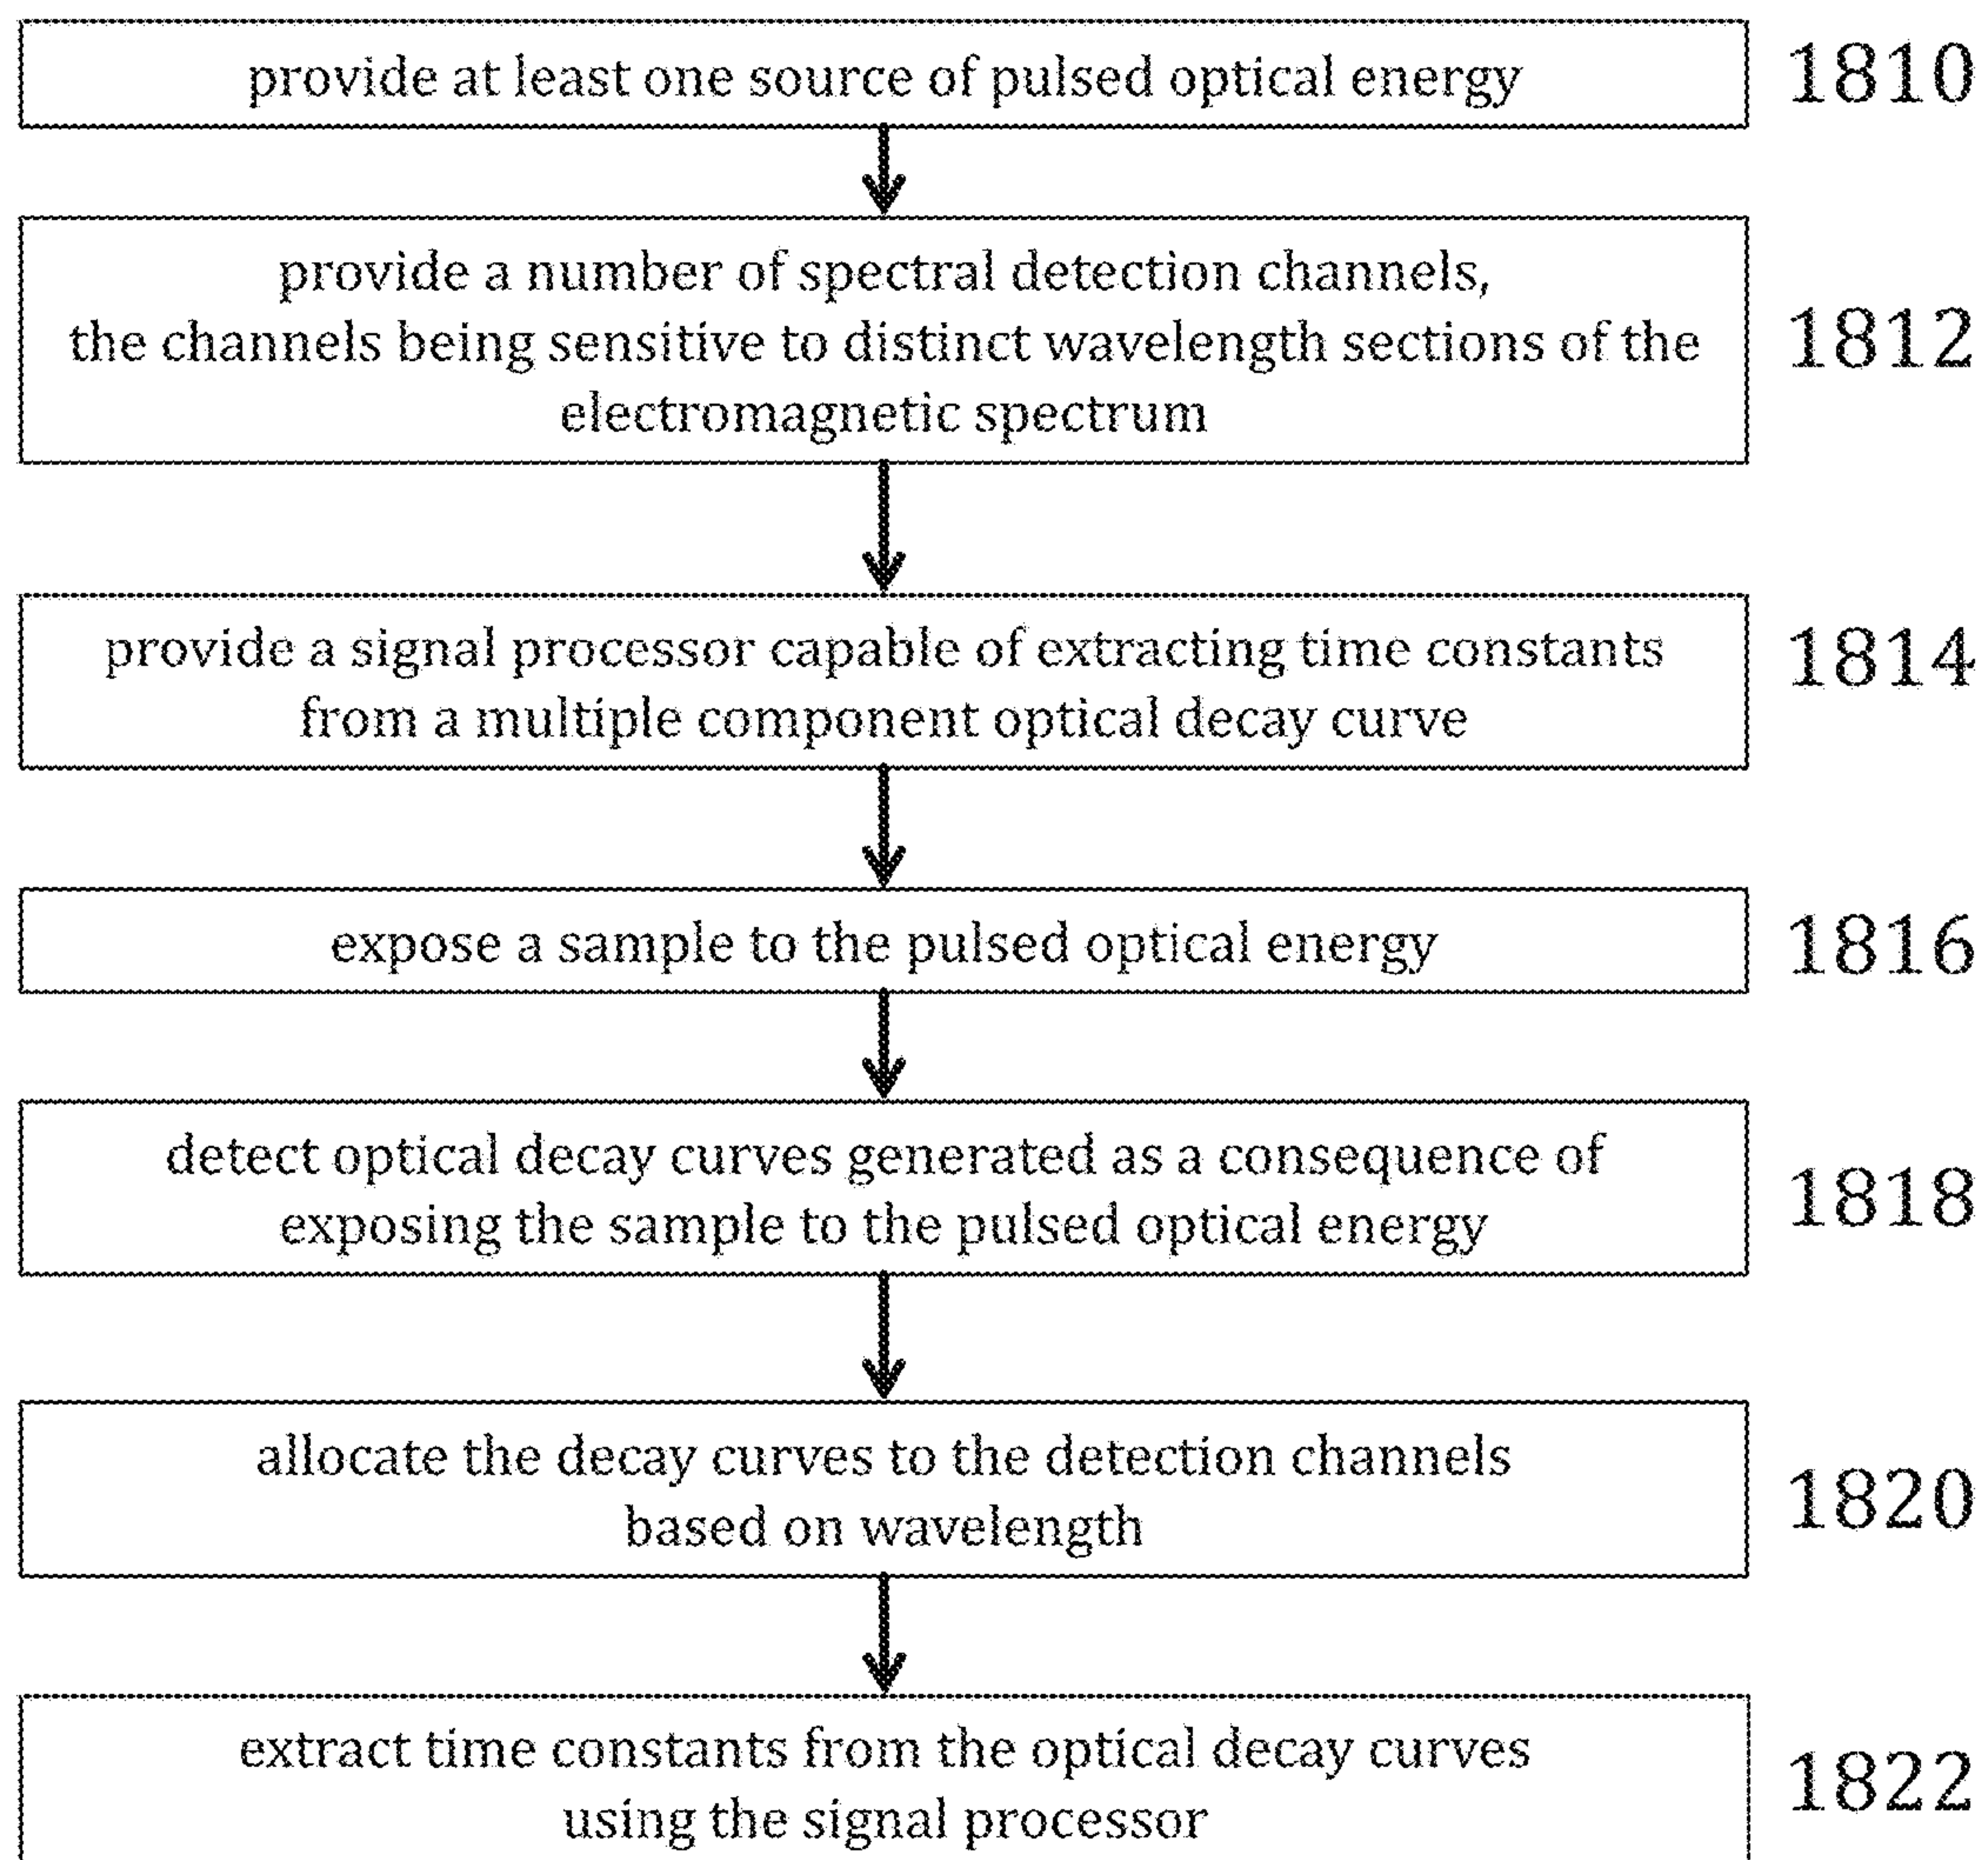 provide at least one source of pulsed optical energy
1810
provide a number of spectral detection channels,
the channels being sensitive to distinct wavelength sections of the
electromagnetic spectrum
1812
provide a signal processor capable of extracting time constants
from a multiple component optical decay curve
1814
expose a sample to the pulsed optical energy
1816
detect optical decay curves generated as a consequence of
exposing the sample to the pulsed optical energy
1818
allocate the decay curves to the detection channels
based on wavelength
1820
extract time constants from the optical decay curves
using the signal processor
1822